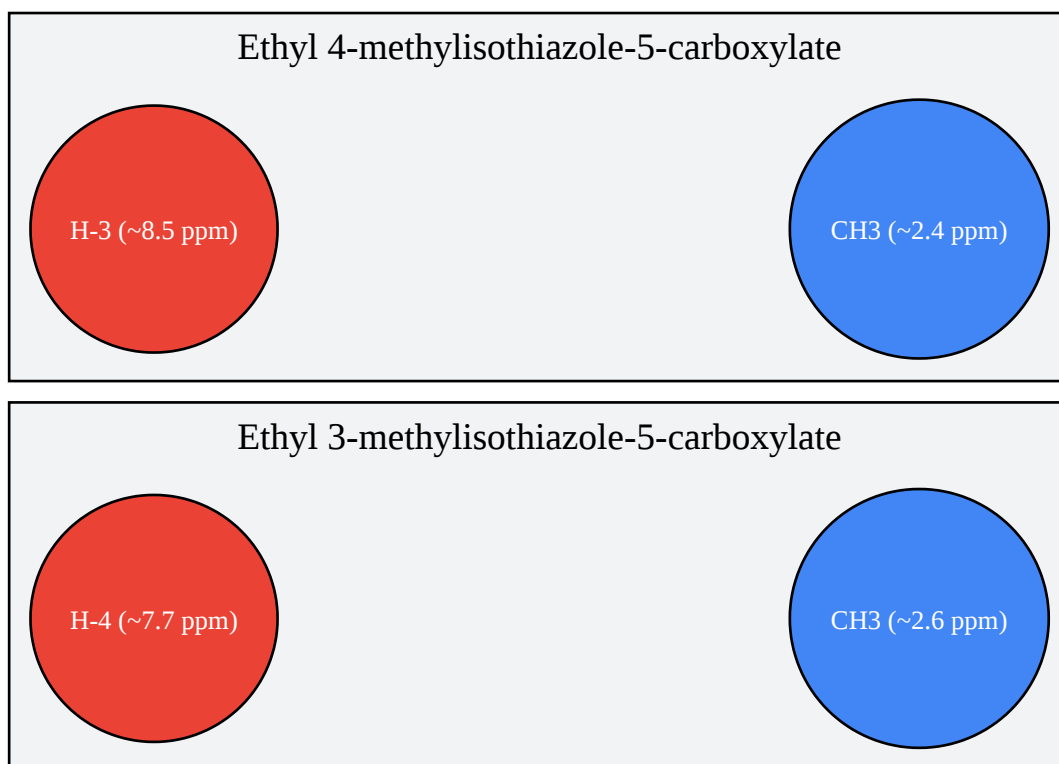 Ethyl 4-methylisothiazole-5-carboxylate
H-3 (~8.5 ppm)
CH3 (~2.4 ppm)
Ethyl 3-methylisothiazole-5-carboxylate
H-4 (~7.7 ppm)
CH3 (~2.6 ppm)